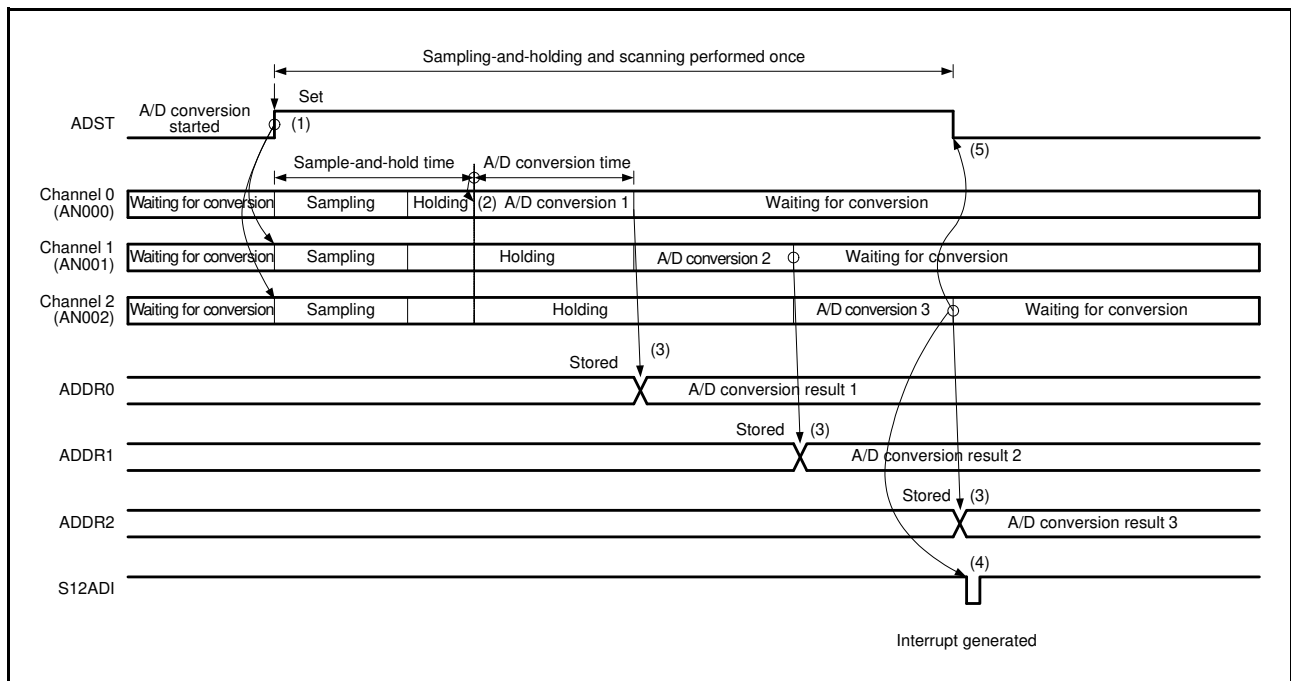 Sampling-and-holding and scanning performed once
ADST
A/D conversion
started
Set
(1)
(5)
Sample-and-hold time
A/D conversion time
Channel 0
(AN000)
Waiting for conversion
Sampling
Holding
(2)
A/D conversion 1
Waiting for conversion
Channel 1
(AN001)
Waiting for conversion
Sampling
Holding
A/D conversion 2
Waiting for conversion
Channel 2
(AN002)
Waiting for conversion
Sampling
Holding
A/D conversion 3
Waiting for conversion
Stored
(3)
ADDR0
A/D conversion result 1
Stored
(3)
ADDR1
A/D conversion result 2
Stored
(3)
ADDR2
A/D conversion result 3
(4)
S12ADI
Interrupt generated